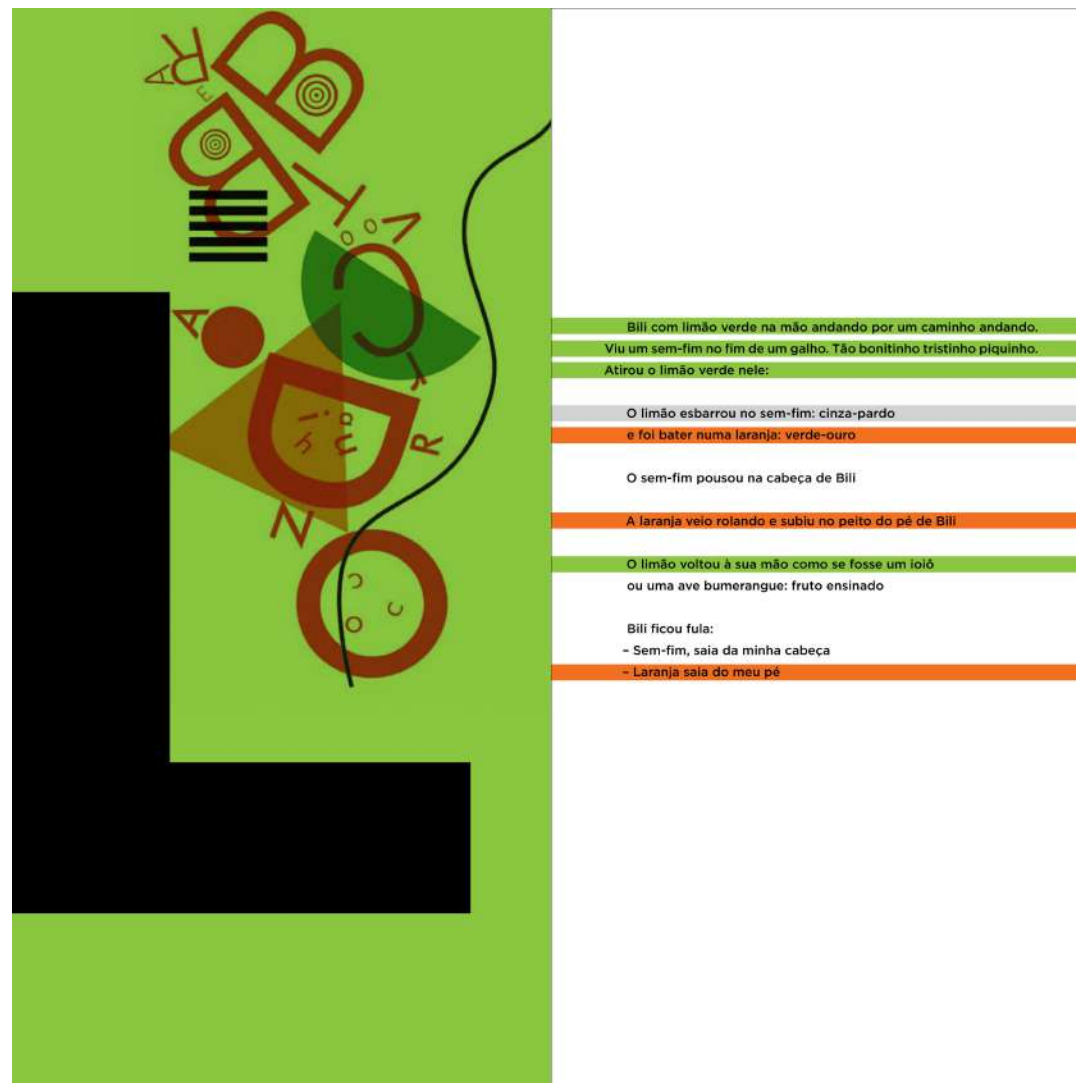 Bili com limão verde na mão andando por um caminho andando.
Viu um sem-fim no fim de um galho. Tão bonitinho tristinho piquinho.
Atirou o limão verde nele:
O limão esbarrou no sem-fim: cinza-pardo
e foi bater numa laranja: verde-ouro
O sem-fim pousou na cabeça de Bili
A laranja veio rolando e subiu no peito do pé de Bili
O limão voltou à sua mão como se fosse um ioiô
ou uma ave bumerangue: fruto ensinado
Bili ficou fula:
– Sem-fim, saia da minha cabeça
– Laranja saia do meu pé